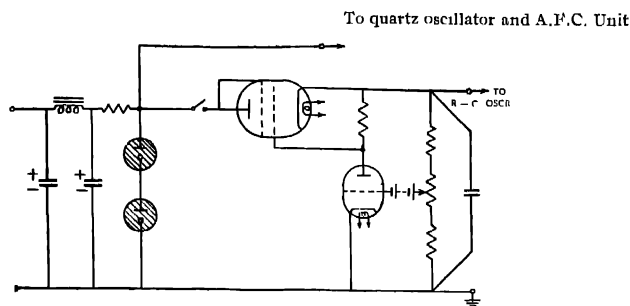 To quartz oscillator and A.F.C. Unit
TO
R – C OSCR
+
–
+
–